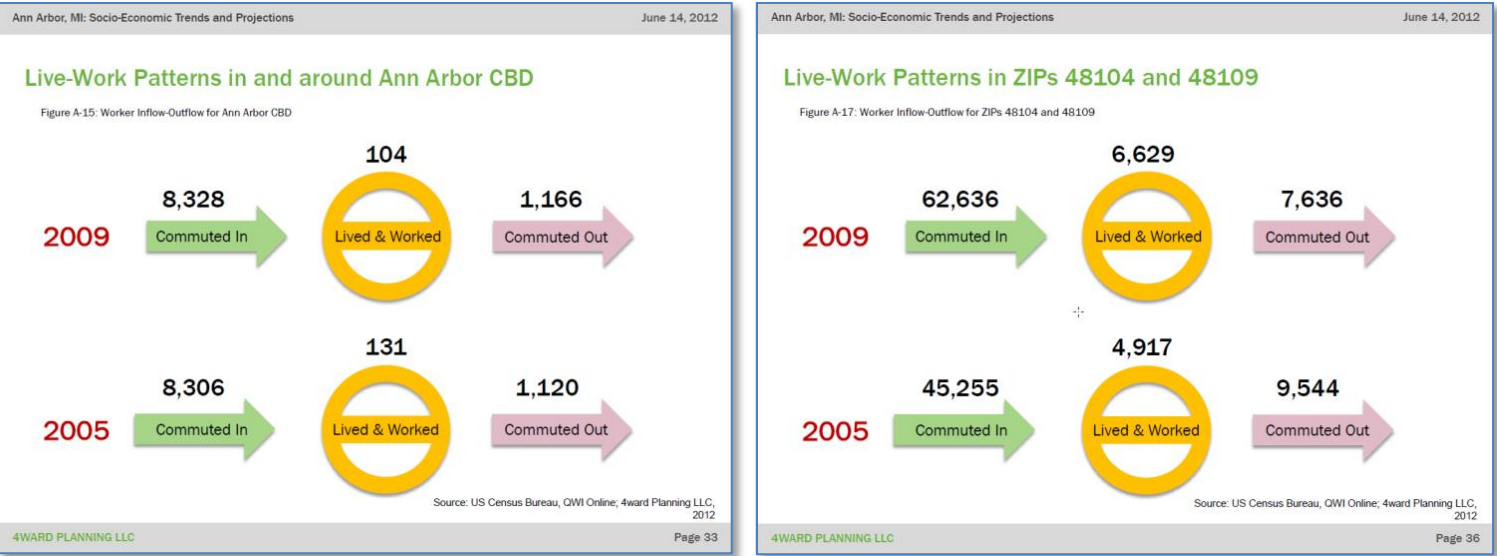 Ann Arbor, MI: Socio-Economic Trends and Projections
June 14, 2012
Live-Work Patterns in and around Ann Arbor CBD
Figure A-15: Worker Inflow-Outflow for Ann Arbor CBD
104
8,328
1,166
2009
Commuted In
Lived & Worked
Commuted Out
131
8,306
1,120
2005
Commuted In
Lived & Worked
Commuted Out
Source: US Census Bureau, QWI Online; 4ward Planning LLC,
2012
4WARD PLANNING LLC
Page 33
Ann Arbor, MI: Socio-Economic Trends and Projections
June 14, 2012
Live-Work Patterns in ZIPs 48104 and 48109
Figure A-17: Worker Inflow-Outflow for ZIPs 48104 and 48109
6,629
62,636
7,636
2009
Commuted In
Lived & Worked
Commuted Out
4,917
45,255
9,544
2005
Commuted In
Lived & Worked
Commuted Out
Source: US Census Bureau, QWI Online; 4ward Planning LLC,
2012
4WARD PLANNING LLC
Page 36